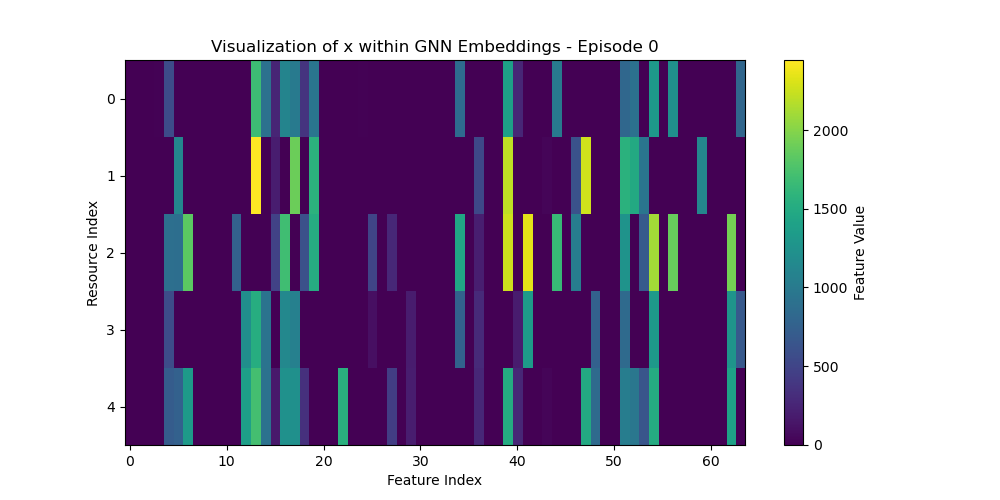 Visualization of x within GNN Embeddings - Episode 0
Resource Index
0
1
2
3
4
0 10 20 30 40 50 60
Feature Index
2000
1500
1000
500
0
Feature Value